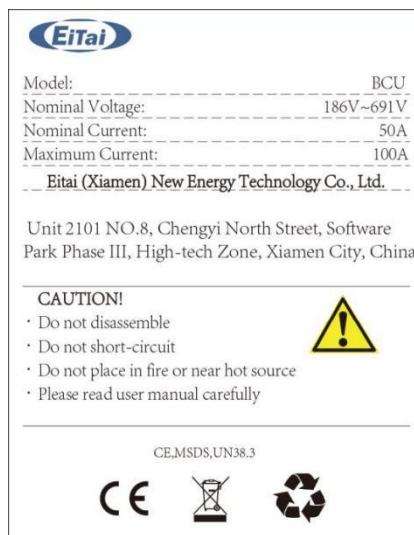 EiTai
Model: BCU
Nominal Voltage: 186V~691V
Nominal Current: 50A
Maximum Current: 100A
Eitai (Xiamen) New Energy Technology Co., Ltd.
Unit 2101 NO.8, Chengyi North Street, Software
Park Phase III, High-tech Zone, Xiamen City, China
CAUTION!
· Do not disassemble
· Do not short-circuit
· Do not place in fire or near hot source
· Please read user manual carefully
CE,MSDS,UN38.3
CE